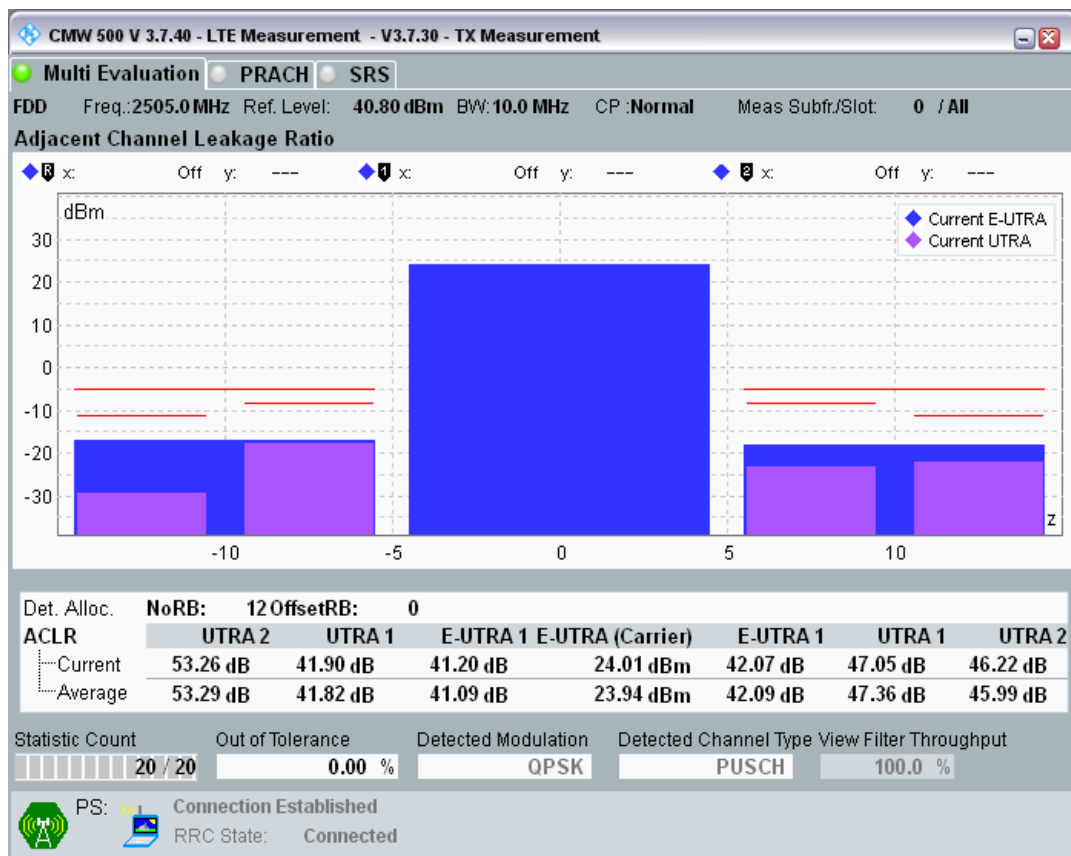 CMW 500 V 3.7.40 - LTE Measurement - V3.7.30 - TX Measurement
Multi Evaluation PRACH SRS
FDD Freq.:2505.0 MHz Ref. Level: 40.80 dBm BW:10.0 MHz CP :Normal Meas Subfr./Slot: 0 / All
Adjacent Channel Leakage Ratio
R x: Off y: --- 1 x: Off y: --- 2 x: Off y: ---
dBm
Current E-UTRA
Current UTRA
30
20
10
0
-10
-20
-30
z
-10 -5 0 5 10
Det. Alloc. NoRB: 12 OffsetRB: 0
ACLR UTRA 2 UTRA 1 E-UTRA 1 E-UTRA (Carrier) E-UTRA 1 UTRA 1 UTRA 2
Current 53.26 dB 41.90 dB 41.20 dB 24.01 dBm 42.07 dB 47.05 dB 46.22 dB
Average 53.29 dB 41.82 dB 41.09 dB 23.94 dBm 42.09 dB 47.36 dB 45.99 dB
Statistic Count Out of Tolerance Detected Modulation Detected Channel Type View Filter Throughput
20 / 20 0.00 % QPSK PUSCH 100.0 %
PS: Connection Established
RRC State: Connected